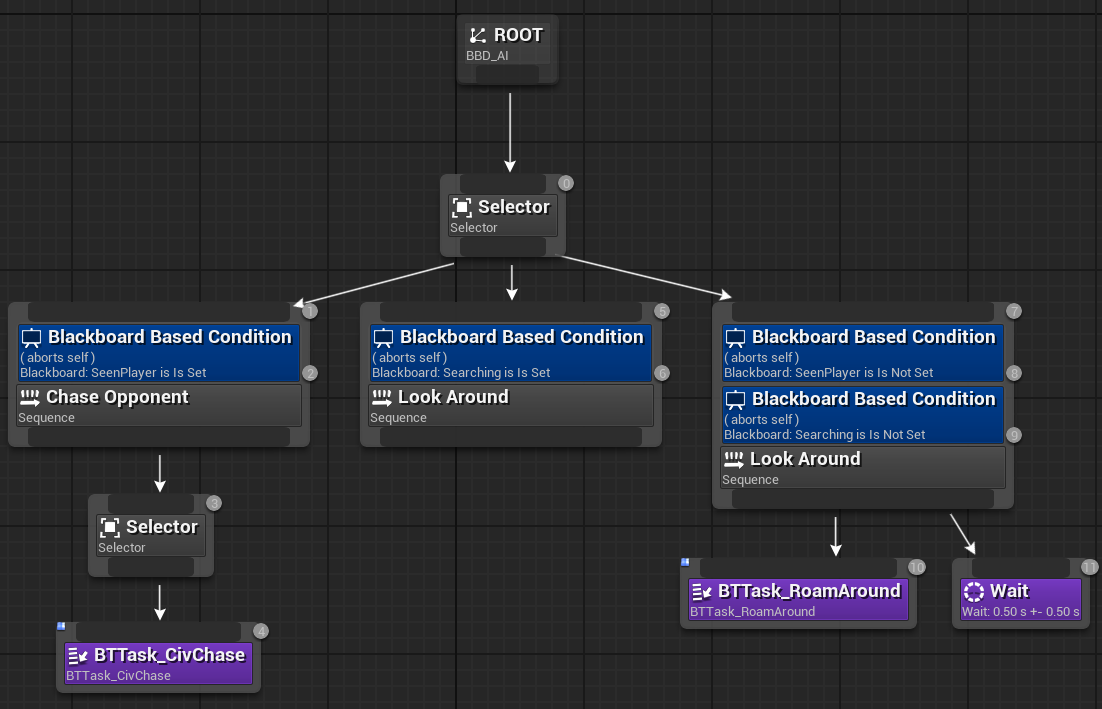 ROOT
BBD_AI
0
Selector
Selector
1
Blackboard Based Condition
( aborts self )
Blackboard: SeenPlayer is Is Set
2
Chase Opponent
Sequence
5
Blackboard Based Condition
( aborts self )
Blackboard: Searching is Is Set
6
Look Around
Sequence
7
Blackboard Based Condition
( aborts self )
Blackboard: SeenPlayer is Is Not Set
8
Blackboard Based Condition
( aborts self )
Blackboard: Searching is Is Not Set
9
Look Around
Sequence
3
Selector
Selector
4
BTTask_CivChase
BTTask_CivChase
10
BTTask_RoamAround
BTTask_RoamAround
11
Wait
Wait: 0.50 s +- 0.50 s